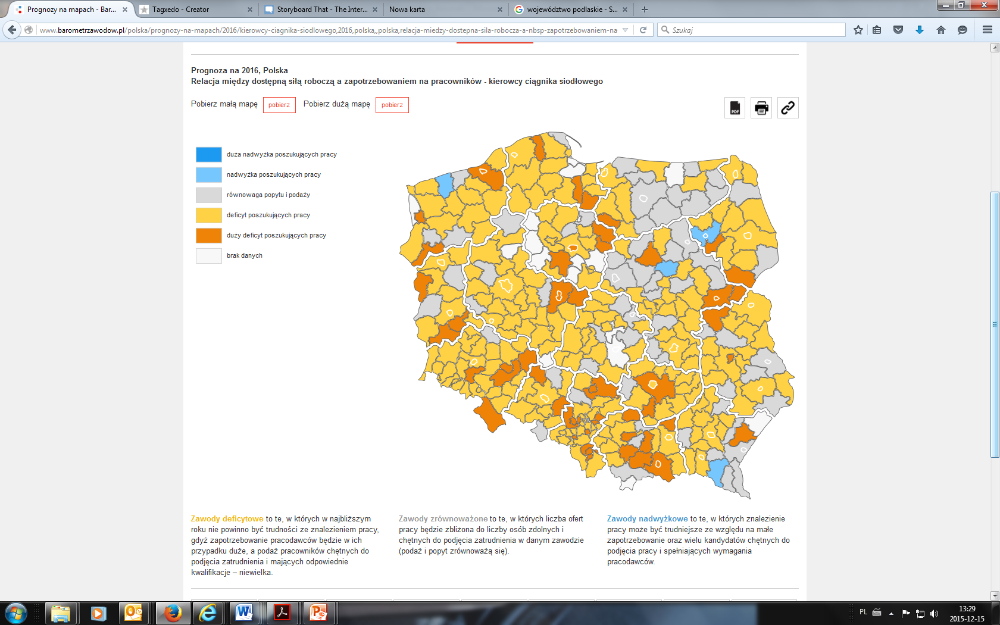 Prognozy na mapach - Bar...
Tagxedo - Creator
Storyboard That - The Inter...
Nowa karta
województwo podlaskie - S...
www.barometrzawodow.pl/polska/prognozy-na-mapach/2016/kierowcy-ciagnika-siodlowego,2016,polska,,polska,relacja-miedzy-dostepna-sila-robocza-a-nbsp-zapotrzebowaniem-na
Szukaj
Prognoza na 2016, Polska
Relacja między dostępną siłą roboczą a zapotrzebowaniem na pracowników - kierowcy ciągnika siodłowego
Pobierz małą mapę pobierz Pobierz dużą mapę pobierz
PDF
duża nadwyżka poszukujących pracy
nadwyżka poszukujących pracy
równowaga popytu i podaży
deficyt poszukujących pracy
duży deficyt poszukujących pracy
brak danych
Zawody deficytowe to te, w których w najbliższym
roku nie powinno być trudności ze znalezieniem pracy,
gdyż zapotrzebowanie pracodawców będzie w ich
przypadku duże, a podaż pracowników chętnych do
podjęcia zatrudnienia i mających odpowiednie
kwalifikacje – niewielka.
Zawody zrównoważone to te, w których liczba ofert
pracy będzie zbliżona do liczby osób zdolnych i
chętnych do podjęcia zatrudnienia w danym zawodzie
(podaż i popyt zrównoważą się).
Zawody nadwyżkowe to te, w których znalezienie
pracy może być trudniejsze ze względu na małe
zapotrzebowanie oraz wielu kandydatów chętnych do
podjęcia pracy i spełniających wymagania
pracodawców.
PL
13:29
2015-12-15